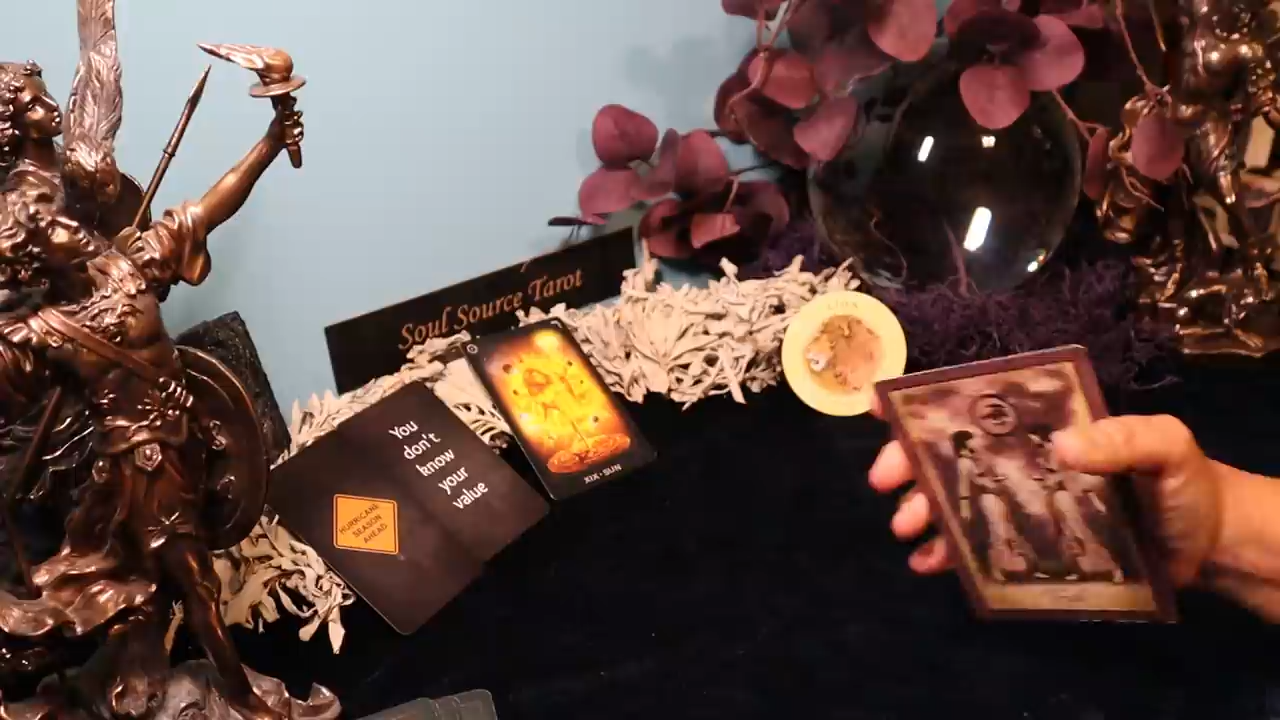 Soul Source Tarot
You
don't
know
your
value
HURRICANE
SEASON
AHEAD
XIX • SUN